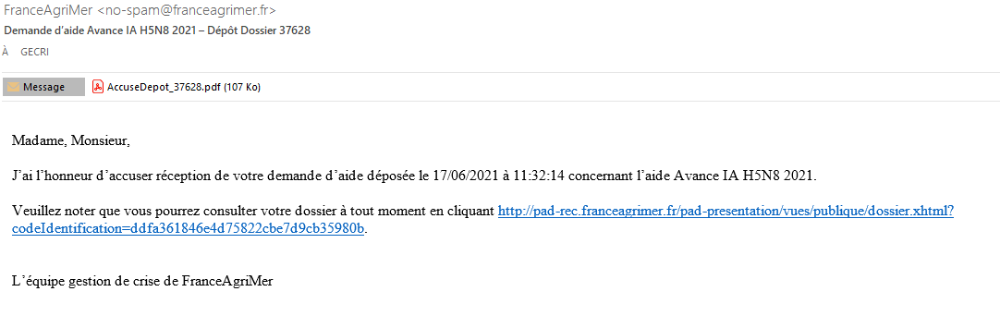 FranceAgriMer <no-spam@franceagrimer.fr>
Demande d’aide Avance IA H5N8 2021 – Dépôt Dossier 37628
À GECRI
Message AccuseDepot_37628.pdf (107 Ko)
Madame, Monsieur,
J’ai l’honneur d’accuser réception de votre demande d’aide déposée le 17/06/2021 à 11:32:14 concernant l’aide Avance IA H5N8 2021.
Veuillez noter que vous pourrez consulter votre dossier à tout moment en cliquant http://pad-rec.franceagrimer.fr/pad-presentation/vues/publique/dossier.xhtml?
codeIdentification=ddfa361846e4d75822cbe7d9cb35980b.
L’équipe gestion de crise de FranceAgriMer